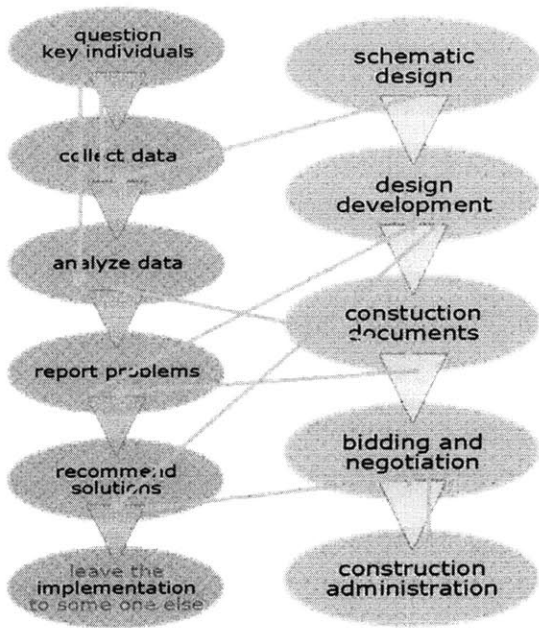 question
key individuals
collect data
analyze data
report problems
recommend
solutions
leave the
implementation
to some one else
schematic
design
design
development
constuction
documents
bidding and
negotiation
construction
administration